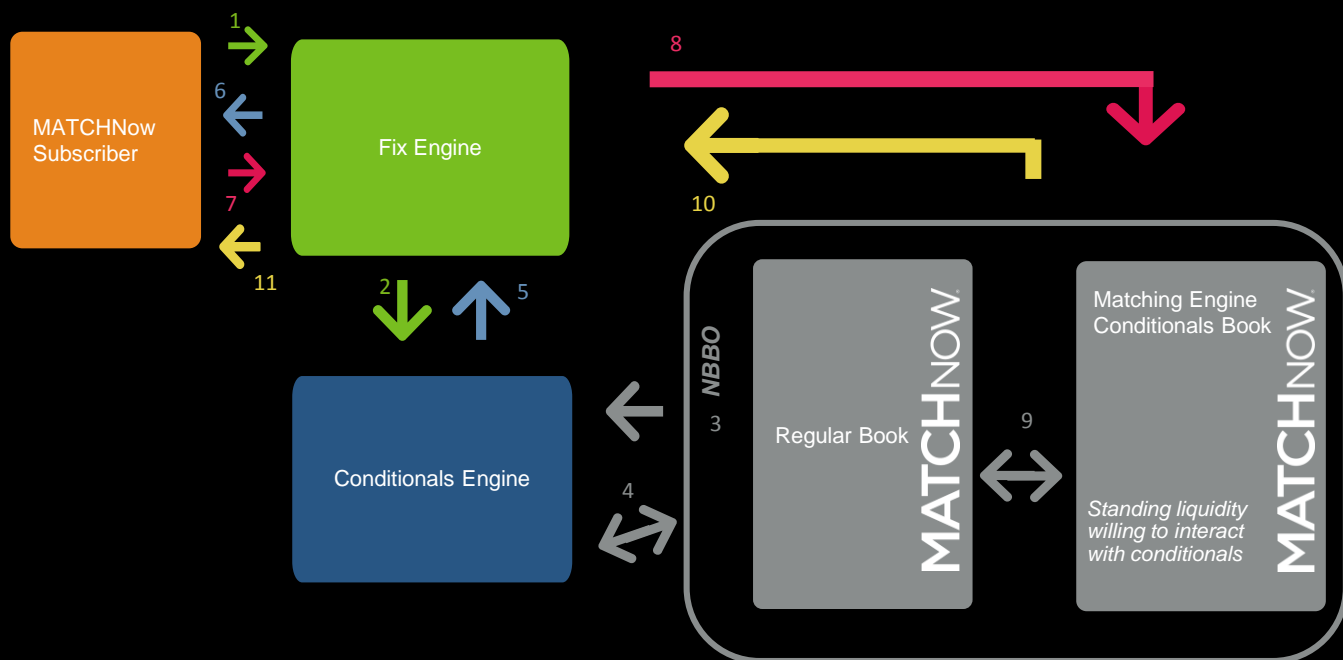 1
8
6
MATCHNow
Subscriber
Fix Engine
7
10
11
2
5
NBBO
3
Conditionals Engine
4
Regular Book
MATCHNOW.
9
Matching Engine
Conditionals Book
Standing liquidity
willing to interact
with conditionals
MATCHNOW.